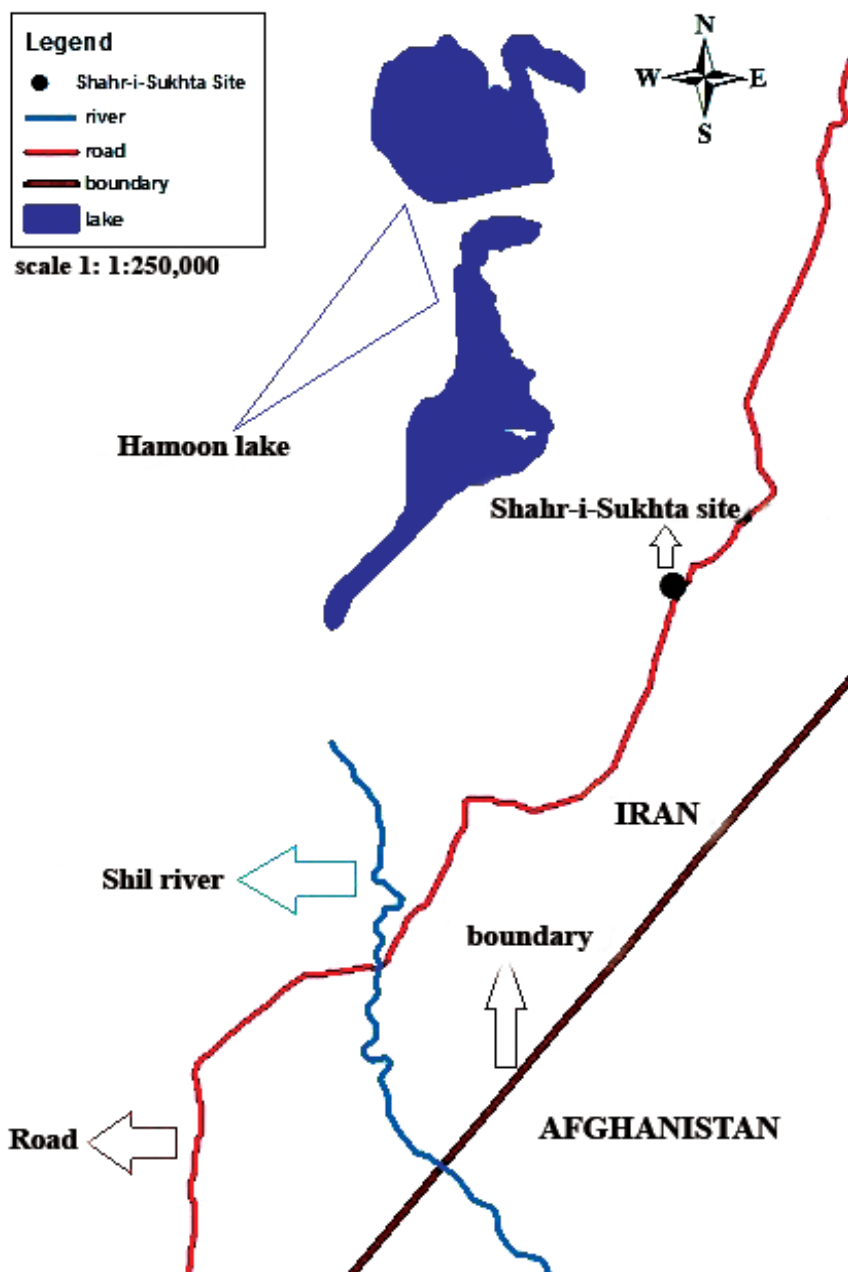 Legend
Shahr-i-Sukhta Site
river
road
boundary
lake
scale 1: 1:250,000
N
W E
S
Hamoon lake
Shahr-i-Sukhta site
IRAN
Shil river
boundary
AFGHANISTAN
Road